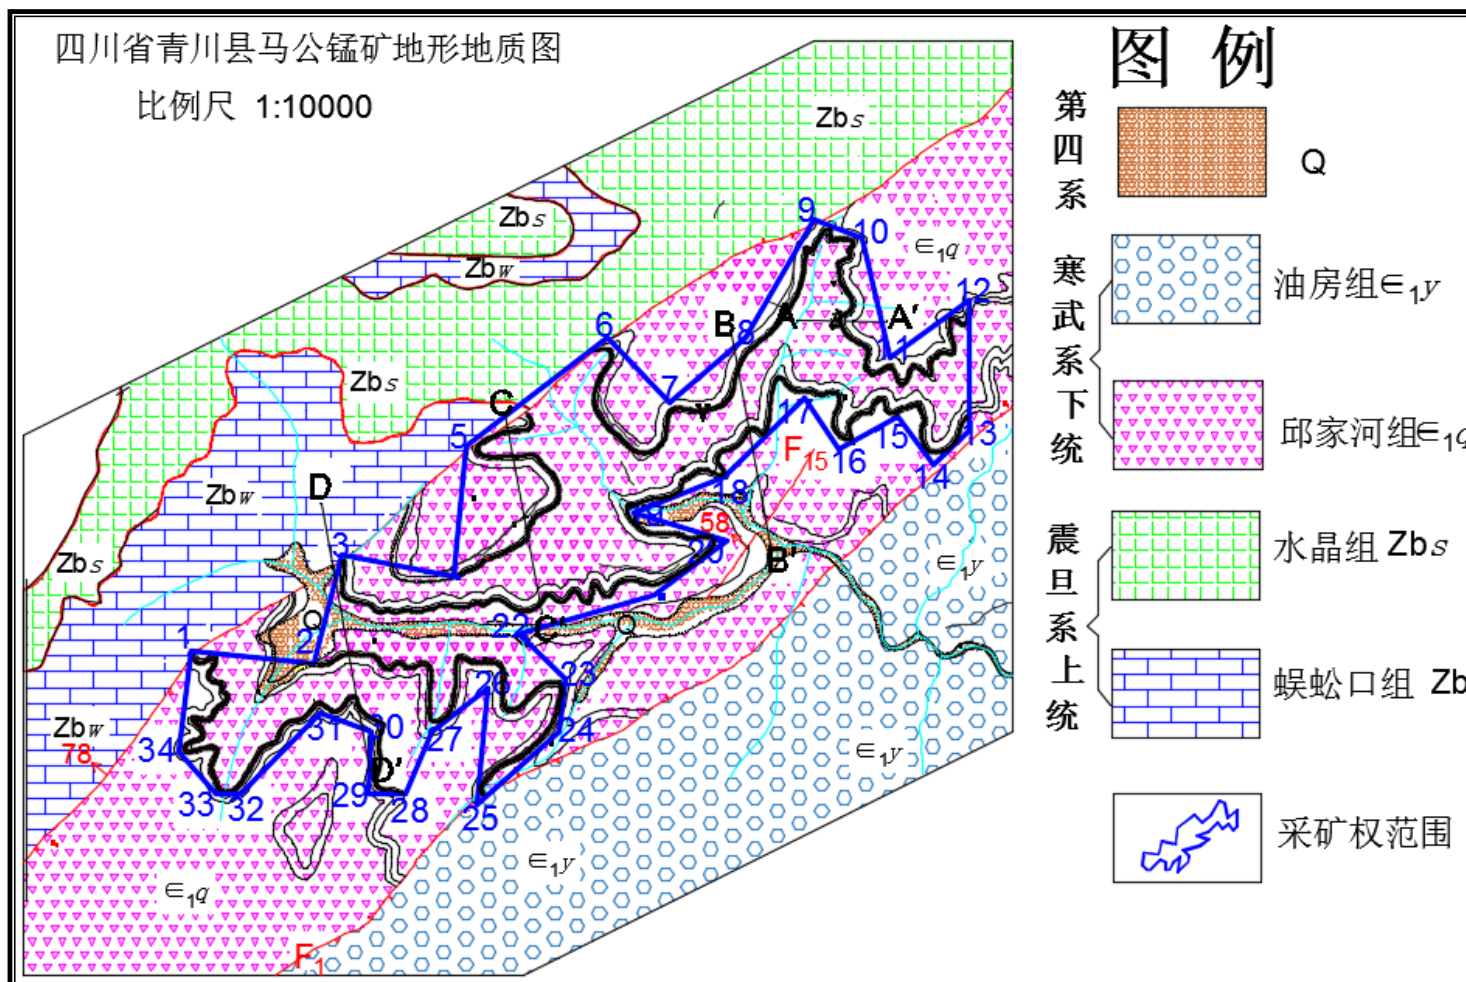 四川省青川县马公锰矿地形地质图
比例尺 1:10000
图 例
第四系
Q
寒武系下统
油房组∈₁y
邱家河组∈₁q
震旦系上统
水晶组 Zbs
蜈蚣口组 Zb
采矿权范围
Zbs
Zbs
Zbw
9
10
∈₁q
12
A
A'
B
8
11
6
7
Zbs
C
5
17
15
13
F₁₅
16
14
Zbw
D
18
19
58
20
3
B'
∈₁y
Zbs
Q
22
C'
Q
1
2
23
26
Zbw
31
30
27
24
78
34
D'
∈₁y
33
32
29
28
25
∈₁y
∈₁q
F₁